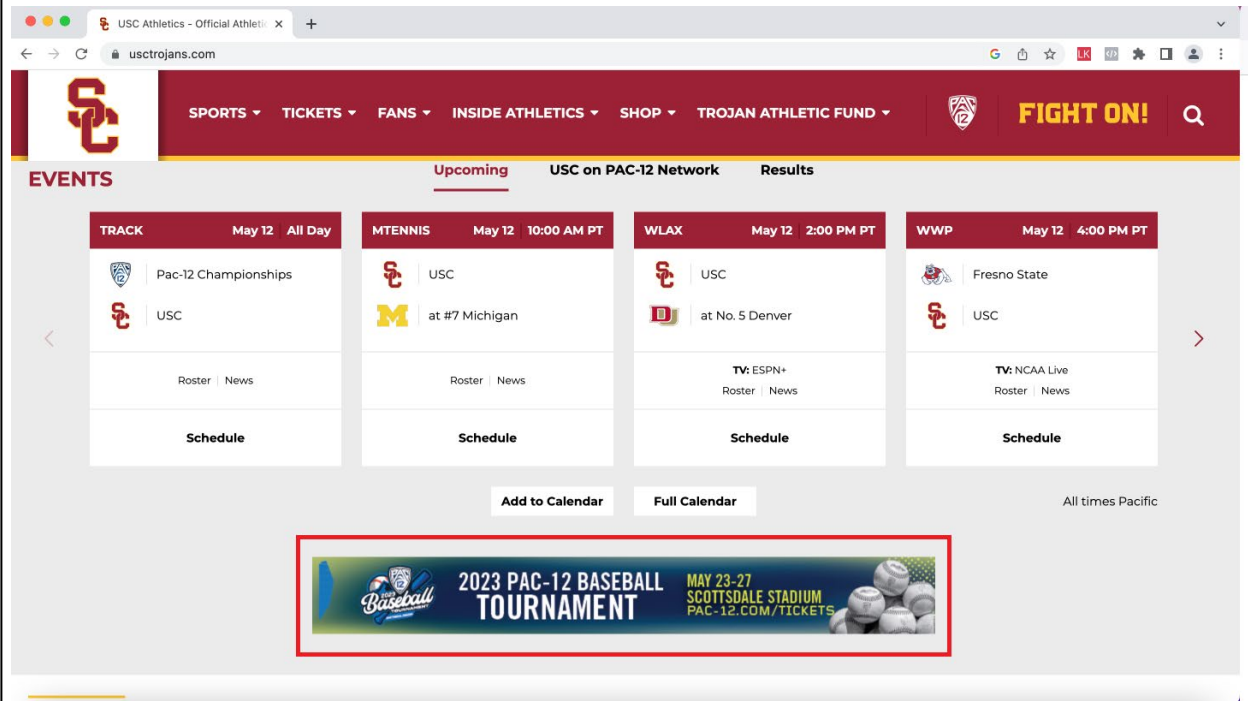 USC Athletics - Official Athleti
usctrojans.com
SPORTS TICKETS FANS INSIDE ATHLETICS SHOP TROJAN ATHLETIC FUND FIGHT ON!
EVENTS
Upcoming USC on PAC-12 Network Results
TRACK May 12 All Day
Pac-12 Championships
USC
Roster News
Schedule
MTENNIS May 12 10:00 AM PT
USC
at #7 Michigan
Roster News
Schedule
WLAX May 12 2:00 PM PT
USC
at No. 5 Denver
TV: ESPN+
Roster News
Schedule
WWP May 12 4:00 PM PT
Fresno State
USC
TV: NCAA Live
Roster News
Schedule
Add to Calendar Full Calendar All times Pacific
2023
Baseball
2023 PAC-12 BASEBALL
TOURNAMENT
MAY 23-27
SCOTTSDALE STADIUM
PAC-12.COM/TICKETS